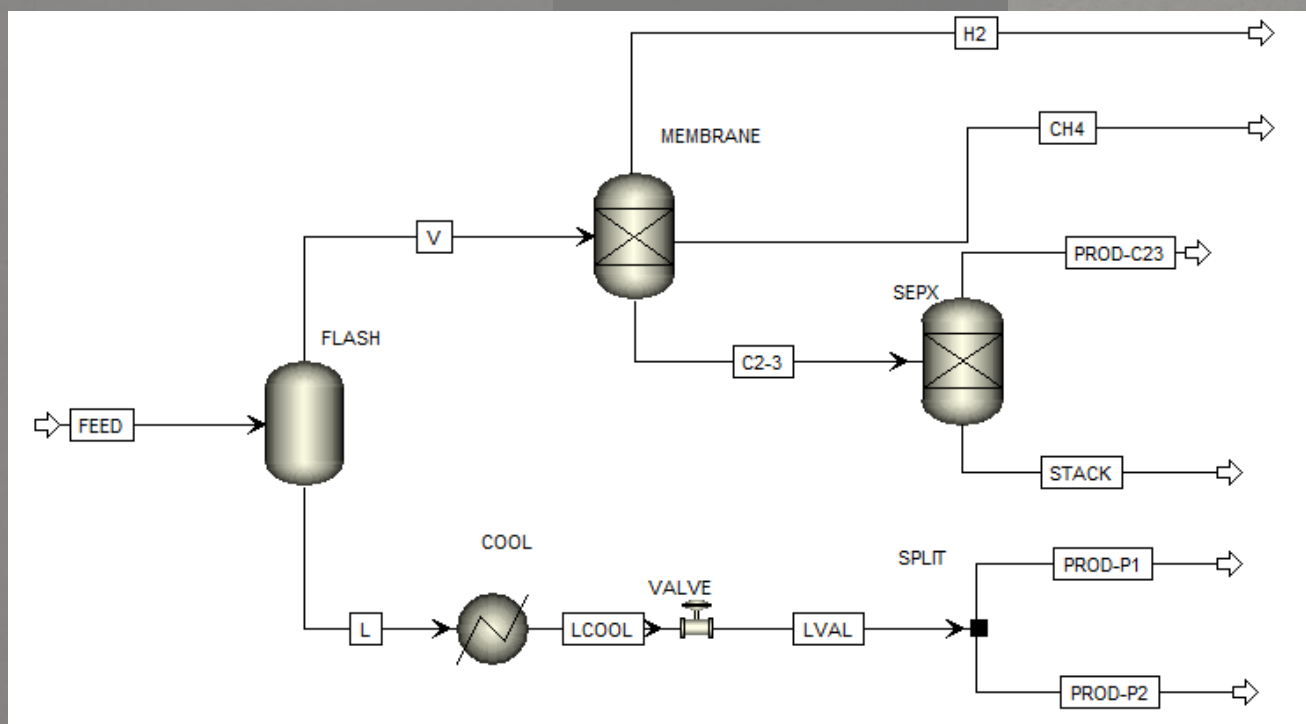 H2
MEMBRANE
CH4
V
PROD-C23
SEPX
FLASH
C2-3
FEED
STACK
COOL
SPLIT
PROD-P1
VALVE
L
LCOOL
LVAL
PROD-P2